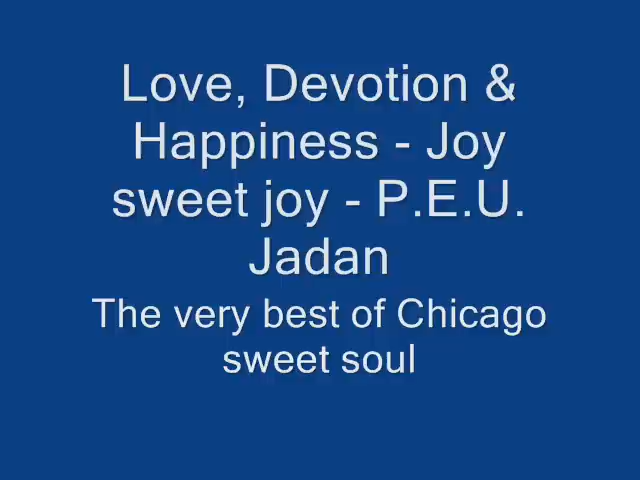 Love, Devotion &
Happiness - Joy
sweet joy - P.E.U.
Jadan
The very best of Chicago
sweet soul